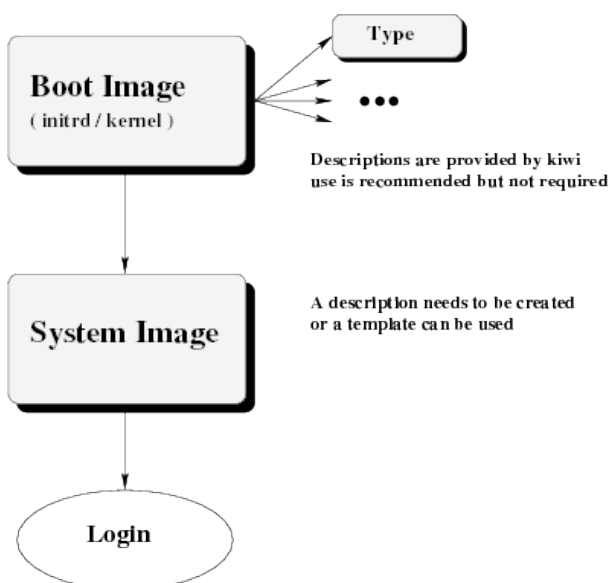 Type
Boot Image
( initrd / kernel )
●●●
Descriptions are provided by kiwi
use is recommended but not required
System Image
A description needs to be created
or a template can be used
Login